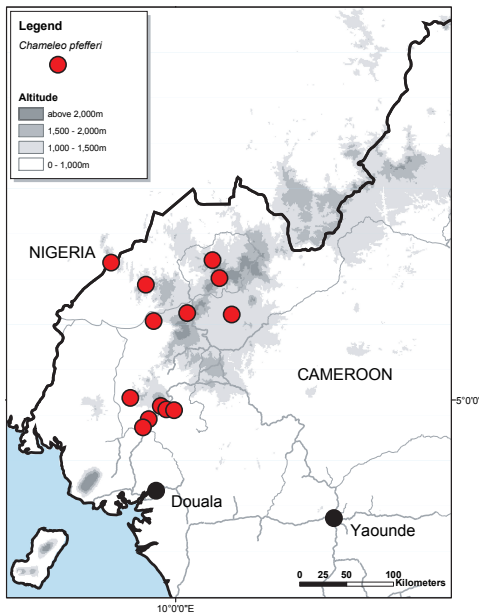 Legend
Chameleo pfefferi
Altitude
above 2,000m
1,500 - 2,000m
1,000 - 1,500m
0 - 1,000m
NIGERIA
CAMEROON
5°0'0
Douala
Yaounde
0 25 50 100
Kilometers
10°0'0"E